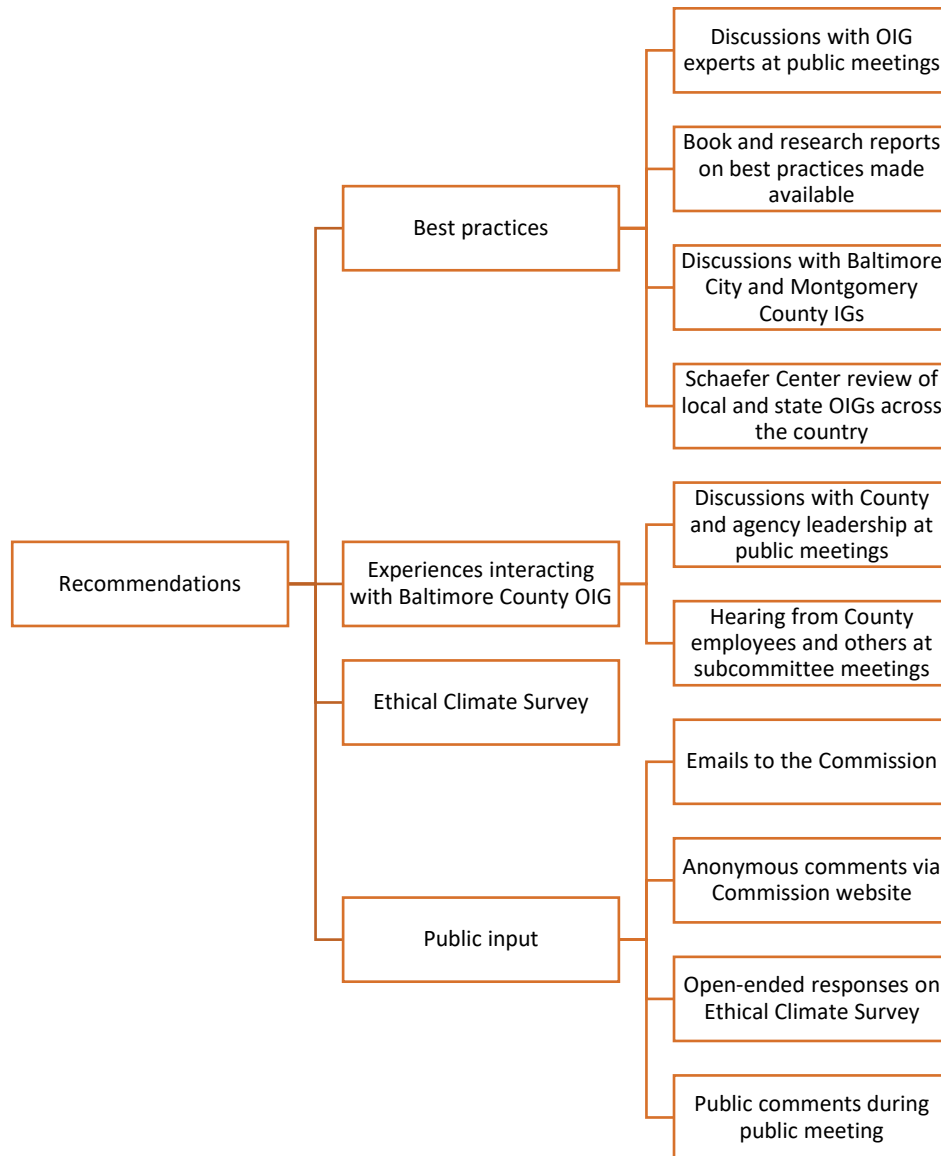 Recommendations
Best practices
Discussions with OIG
experts at public meetings
Book and research reports
on best practices made
available
Discussions with Baltimore
City and Montgomery
County IGs
Schaefer Center review of
local and state OIGs across
the country
Experiences interacting
with Baltimore County OIG
Discussions with County
and agency leadership at
public meetings
Hearing from County
employees and others at
subcommittee meetings
Ethical Climate Survey
Public input
Emails to the Commission
Anonymous comments via
Commission website
Open-ended responses on
Ethical Climate Survey
Public comments during
public meeting